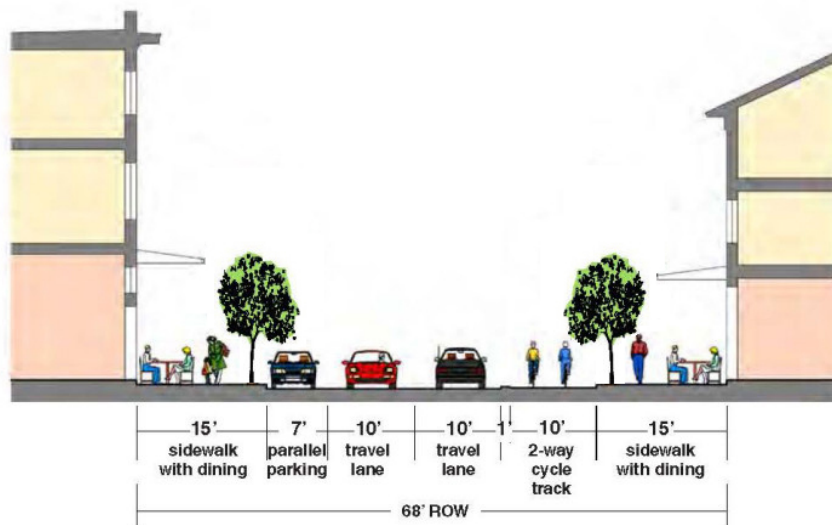 15' 7' 10' 10' 1' 10' 15'
sidewalk with dining
parallel parking
travel lane
travel lane
2-way cycle track
sidewalk with dining
68' ROW